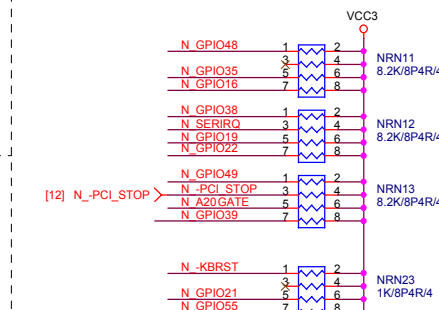 VCC3
N_GPIO48 1 2
3 4 NRN11
N_GPIO35 5 6 8.2K/8P4R/4
N_GPIO16 7 8
N_GPIO38 1 2
N_SERIRQ 3 4 NRN12
N_GPIO19 5 6 8.2K/8P4R/4
N_GPIO22 7 8
N_GPIO49 1 2
[12] N_-PCI_STOP N_-PCI_STOP 3 4 NRN13
N_A20GATE 5 6 8.2K/8P4R/4
N_GPIO39 7 8
N_-KBRST 1 2
3 4 NRN23
N_GPIO21 5 6 1K/8P4R/4
N_GPIO55 7 8